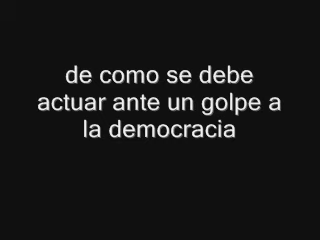 de como se debe
actuar ante un golpe a
la democracia